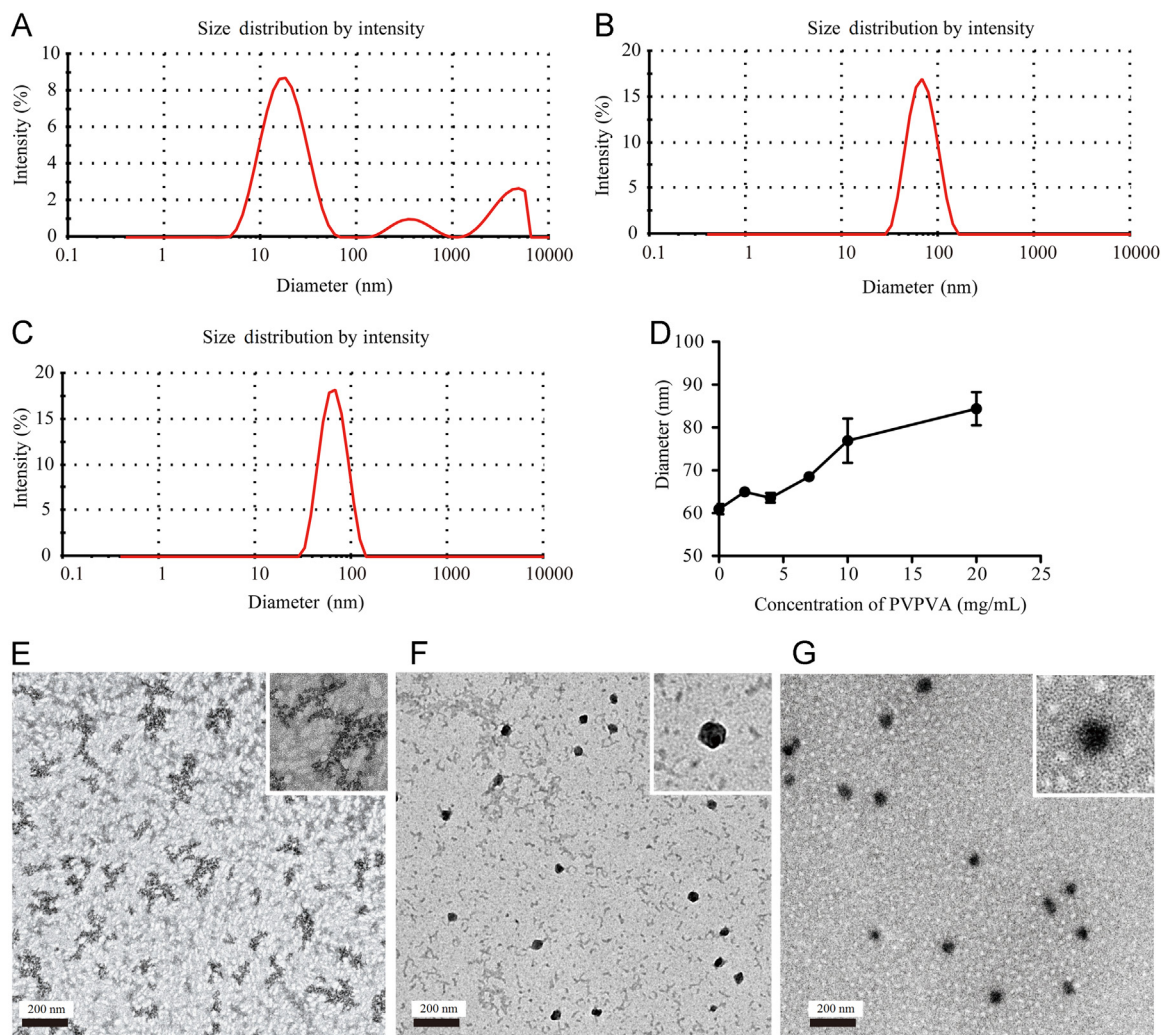 A
Size distribution by intensity
10
8
6
4
2
0
Intensity (%)
0.1 1 10 100 1000 10000
Diameter (nm)
B
Size distribution by intensity
20
15
10
5
0
Intensity (%)
0.1 1 10 100 1000 10000
Diameter (nm)
C
Size distribution by intensity
20
15
10
5
0
Intensity (%)
0.1 1 10 100 1000 10000
Diameter (nm)
D
100
90
80
70
60
50
Diameter (nm)
0 5 10 15 20 25
Concentration of PVPVA (mg/mL)
E
200 nm
F
200 nm
G
200 nm